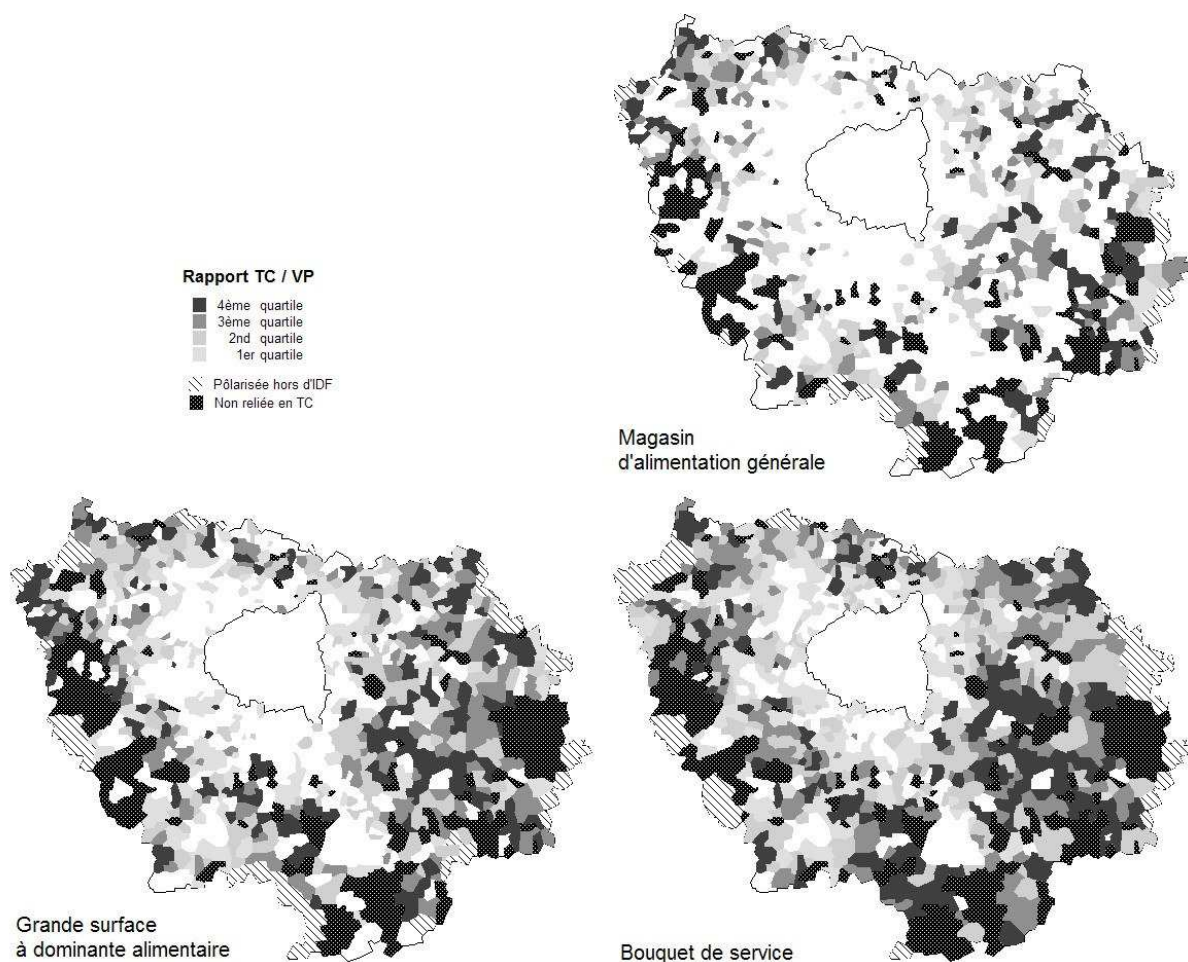 Rapport TC / VP
4ème quartile
3ème quartile
2nd quartile
1er quartile
Pôlarisée hors d'IDF
Non reliée en TC
Magasin
d'alimentation générale
Grande surface
à dominante alimentaire
Bouquet de service